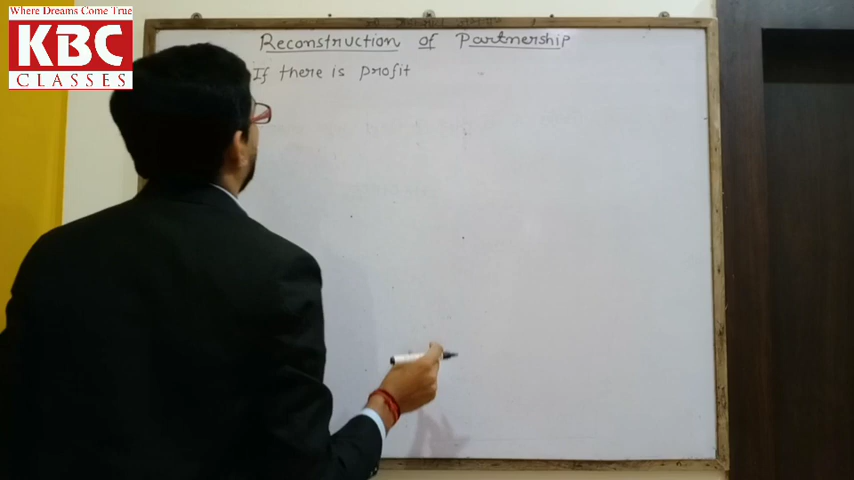 Where Dreams Come True
KBC
CLASSES
Reconstruction of Partnership
If there is profit